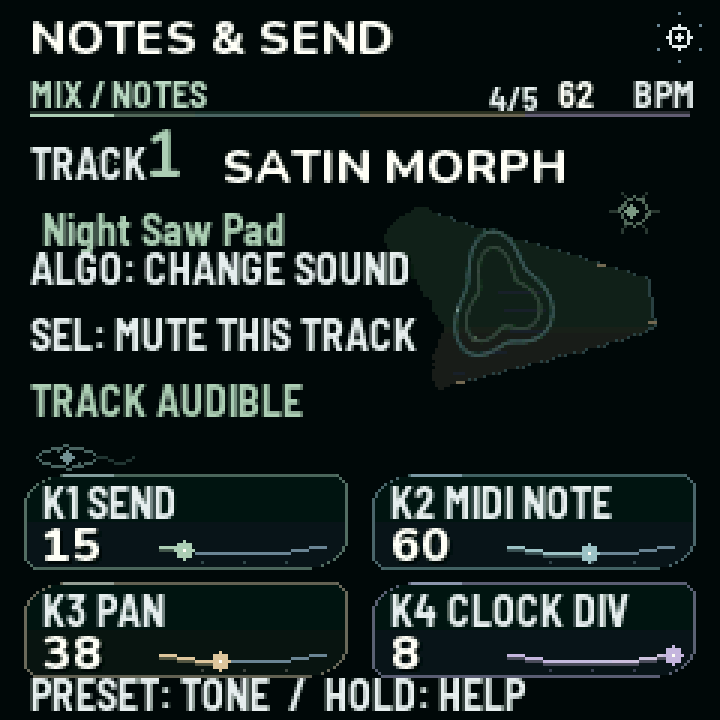 NOTES & SEND
MIX / NOTES 4/5 62 BPM
TRACK 1 SATIN MORPH
Night Saw Pad
ALGO: CHANGE SOUND
SEL: MUTE THIS TRACK
TRACK AUDIBLE
K1 SEND K2 MIDI NOTE
15 60
K3 PAN K4 CLOCK DIV
38 8
PRESET: TONE / HOLD: HELP